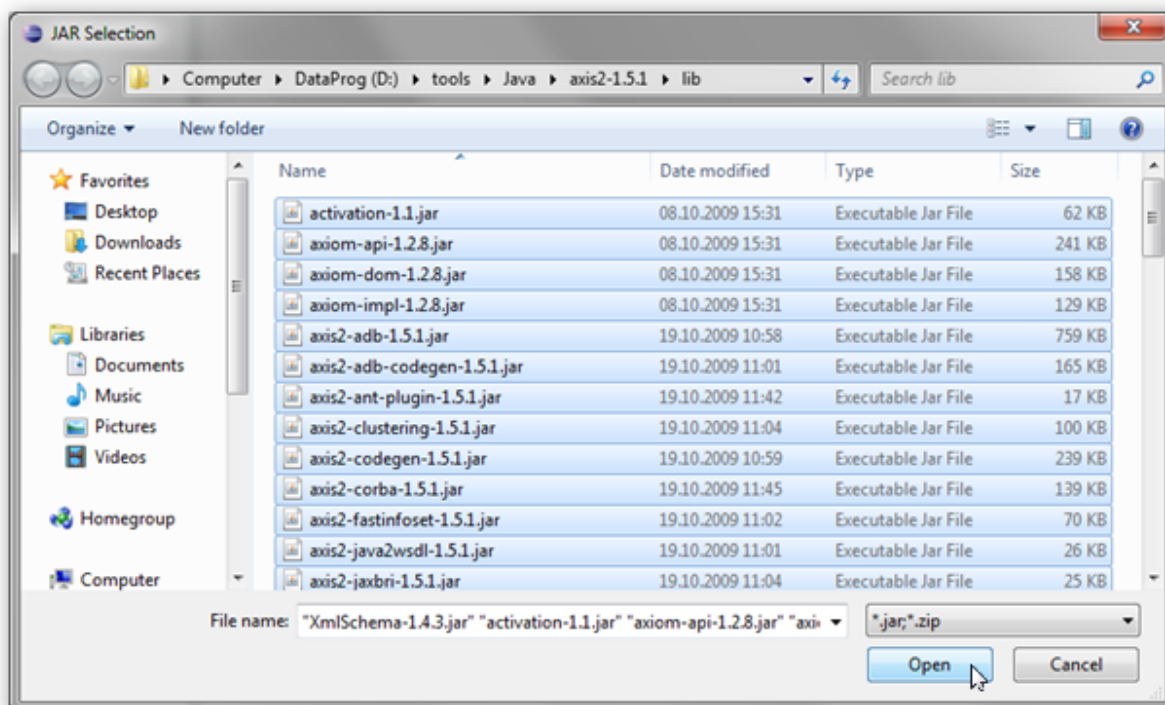 JAR Selection
Computer DataProg (D:) tools Java axis2-1.5.1 lib Search lib
Organize New folder
Name Date modified Type Size
Favorites
Desktop
Downloads
Recent Places
Libraries
Documents
Music
Pictures
Videos
Homegroup
Computer
activation-1.1.jar 08.10.2009 15:31 Executable Jar File 62 KB
axiom-api-1.2.8.jar 08.10.2009 15:31 Executable Jar File 241 KB
axiom-dom-1.2.8.jar 08.10.2009 15:31 Executable Jar File 158 KB
axiom-impl-1.2.8.jar 08.10.2009 15:31 Executable Jar File 129 KB
axis2-adb-1.5.1.jar 19.10.2009 10:58 Executable Jar File 759 KB
axis2-adb-codegen-1.5.1.jar 19.10.2009 11:01 Executable Jar File 165 KB
axis2-ant-plugin-1.5.1.jar 19.10.2009 11:42 Executable Jar File 17 KB
axis2-clustering-1.5.1.jar 19.10.2009 11:04 Executable Jar File 100 KB
axis2-codegen-1.5.1.jar 19.10.2009 10:59 Executable Jar File 239 KB
axis2-corba-1.5.1.jar 19.10.2009 11:45 Executable Jar File 139 KB
axis2-fastinfoset-1.5.1.jar 19.10.2009 11:02 Executable Jar File 70 KB
axis2-java2wsdl-1.5.1.jar 19.10.2009 11:01 Executable Jar File 26 KB
axis2-jaxbri-1.5.1.jar 19.10.2009 11:04 Executable Jar File 25 KB
File name: "XmlSchema-1.4.3.jar" "activation-1.1.jar" "axiom-api-1.2.8.jar" "axi *.jar;*.zip
Open Cancel